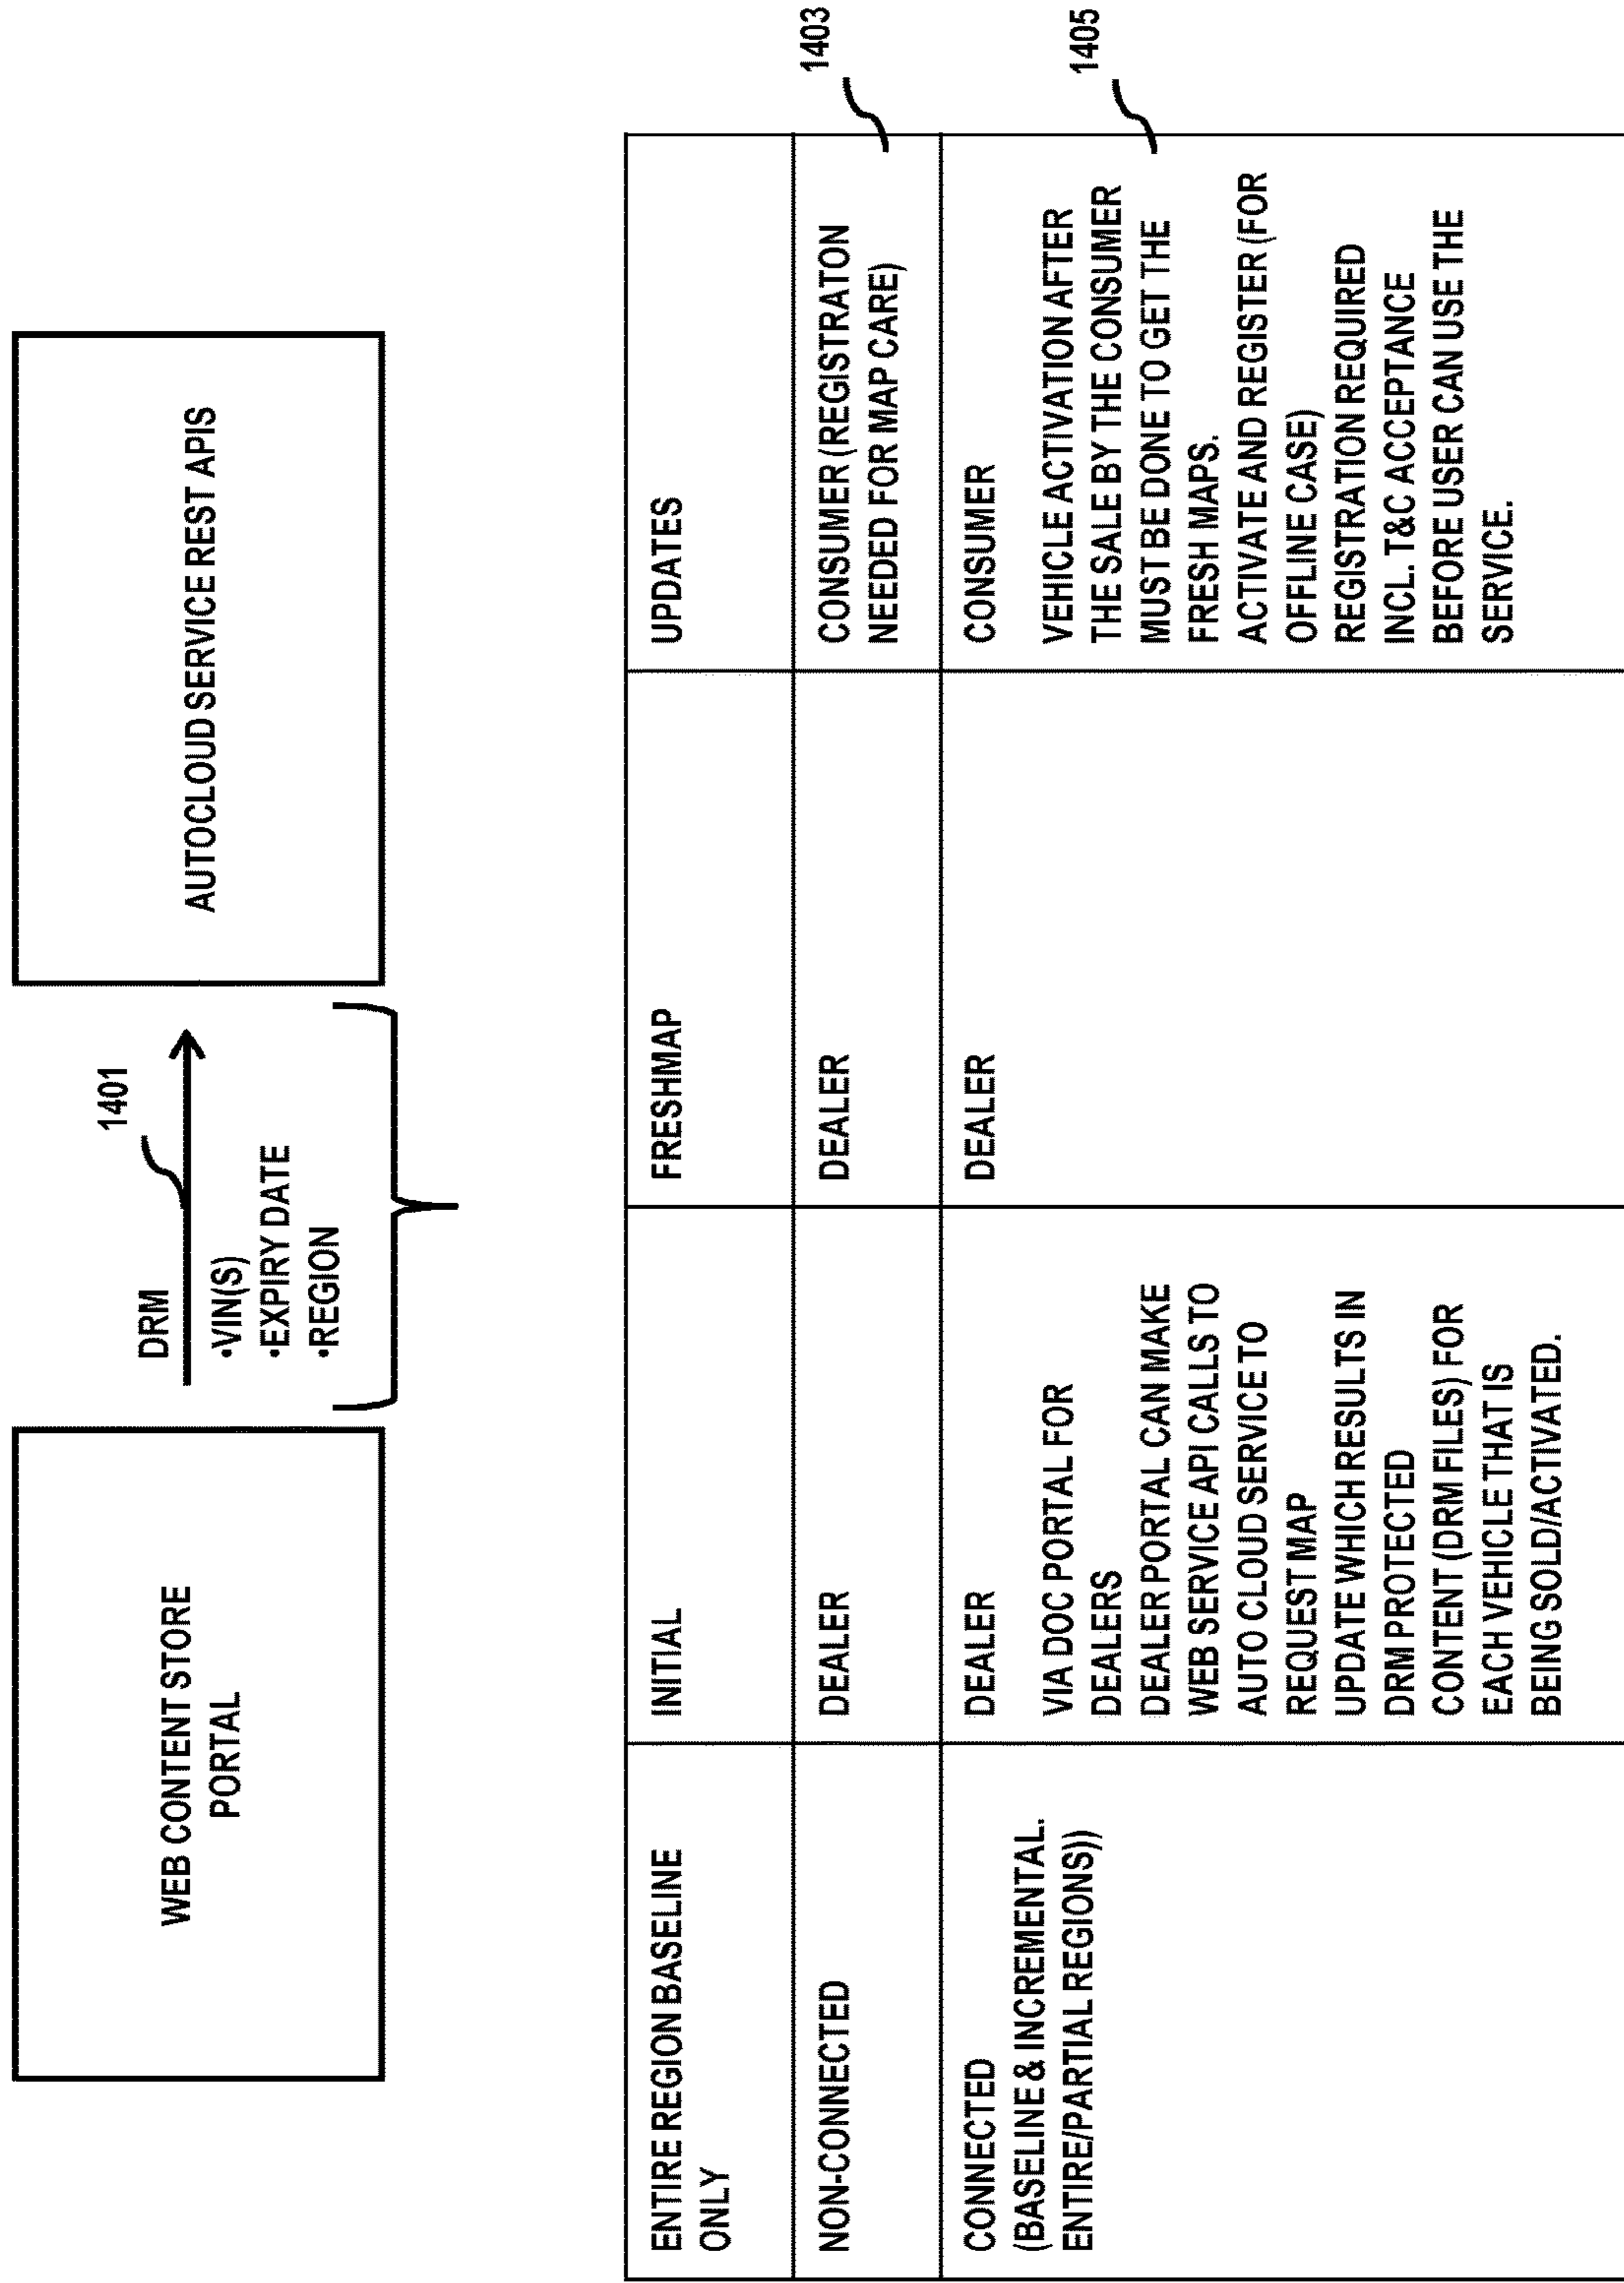 WEB CONTENT STORE
PORTAL
1401
DRM
•VIN(S)
•EXPIRY DATE
•REGION
AUTOCLOUD SERVICE REST APIS
ENTIRE REGION BASELINE
ONLY
INITIAL
FRESHMAP
UPDATES
NON-CONNECTED
DEALER
DEALER
CONSUMER (REGISTRATON
NEEDED FOR MAP CARE)
1403
CONNECTED
(BASELINE & INCREMENTAL.
ENTIRE/PARTIAL REGIONS))
DEALER
VIA DOC PORTAL FOR
DEALERS
DEALER PORTAL CAN MAKE
WEB SERVICE API CALLS TO
AUTO CLOUD SERVICE TO
REQUEST MAP
UPDATE WHICH RESULTS IN
DRM PROTECTED
CONTENT (DRM FILES) FOR
EACH VEHICLE THAT IS
BEING SOLD/ACTIVATED.
DEALER
CONSUMER
VEHICLE ACTIVATION AFTER
THE SALE BY THE CONSUMER
MUST BE DONE TO GET THE
FRESH MAPS.
ACTIVATE AND REGISTER (FOR
OFFLINE CASE)
REGISTRATION REQUIRED
INCL. T&C ACCEPTANCE
BEFORE USER CAN USE THE
SERVICE.
1405